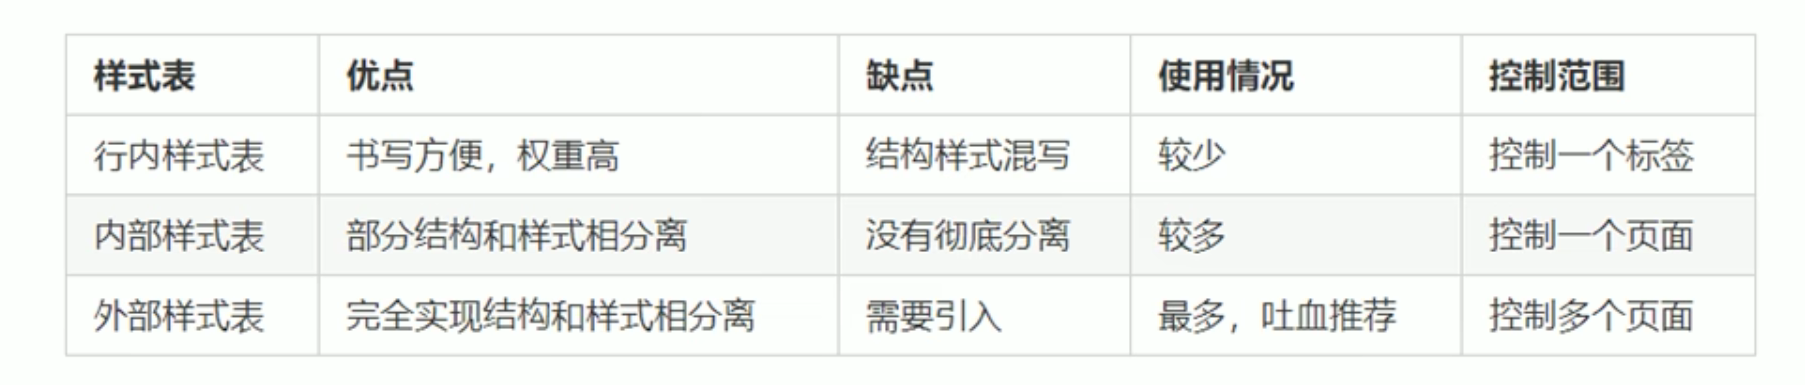 样式表 优点 缺点 使用情况 控制范围
行内样式表 书写方便，权重高 结构样式混写 较少 控制一个标签
内部样式表 部分结构和样式相分离 没有彻底分离 较多 控制一个页面
外部样式表 完全实现结构和样式相分离 需要引入 最多，吐血推荐 控制多个页面